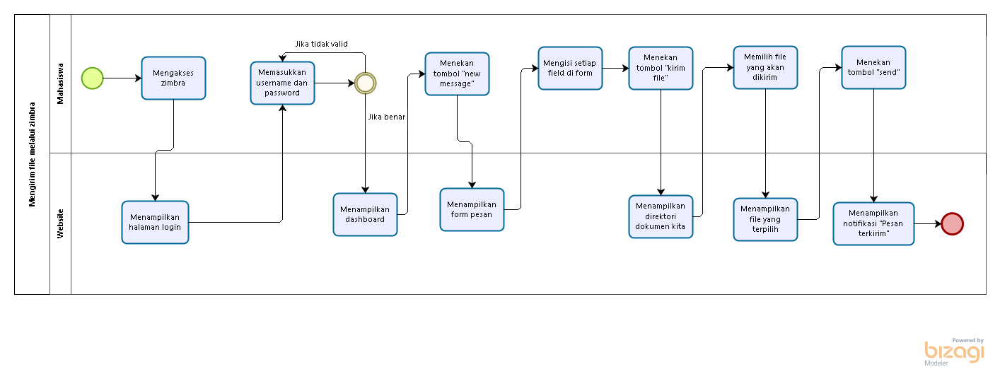 Mengirim file melalui zimbra
Mahasiswa
Mengakses
zimbra
Jika tidak valid
Memasukkan
username dan
password
Jika benar
Menekan
tombol "new
message"
Mengisi setiap
field di form
Menekan
tombol "kirim
file"
Memilih file
yang akan
dikirim
Menekan
tombol "send"
Website
Menampilkan
halaman login
Menampilkan
dashboard
Menampilkan
form pesan
Menampilkan
direktori
dokumen kita
Menampilkan
file yang
terpilih
Menampilkan
notifikasi "Pesan
terkirim"
Powered by
bizagi
Modeler